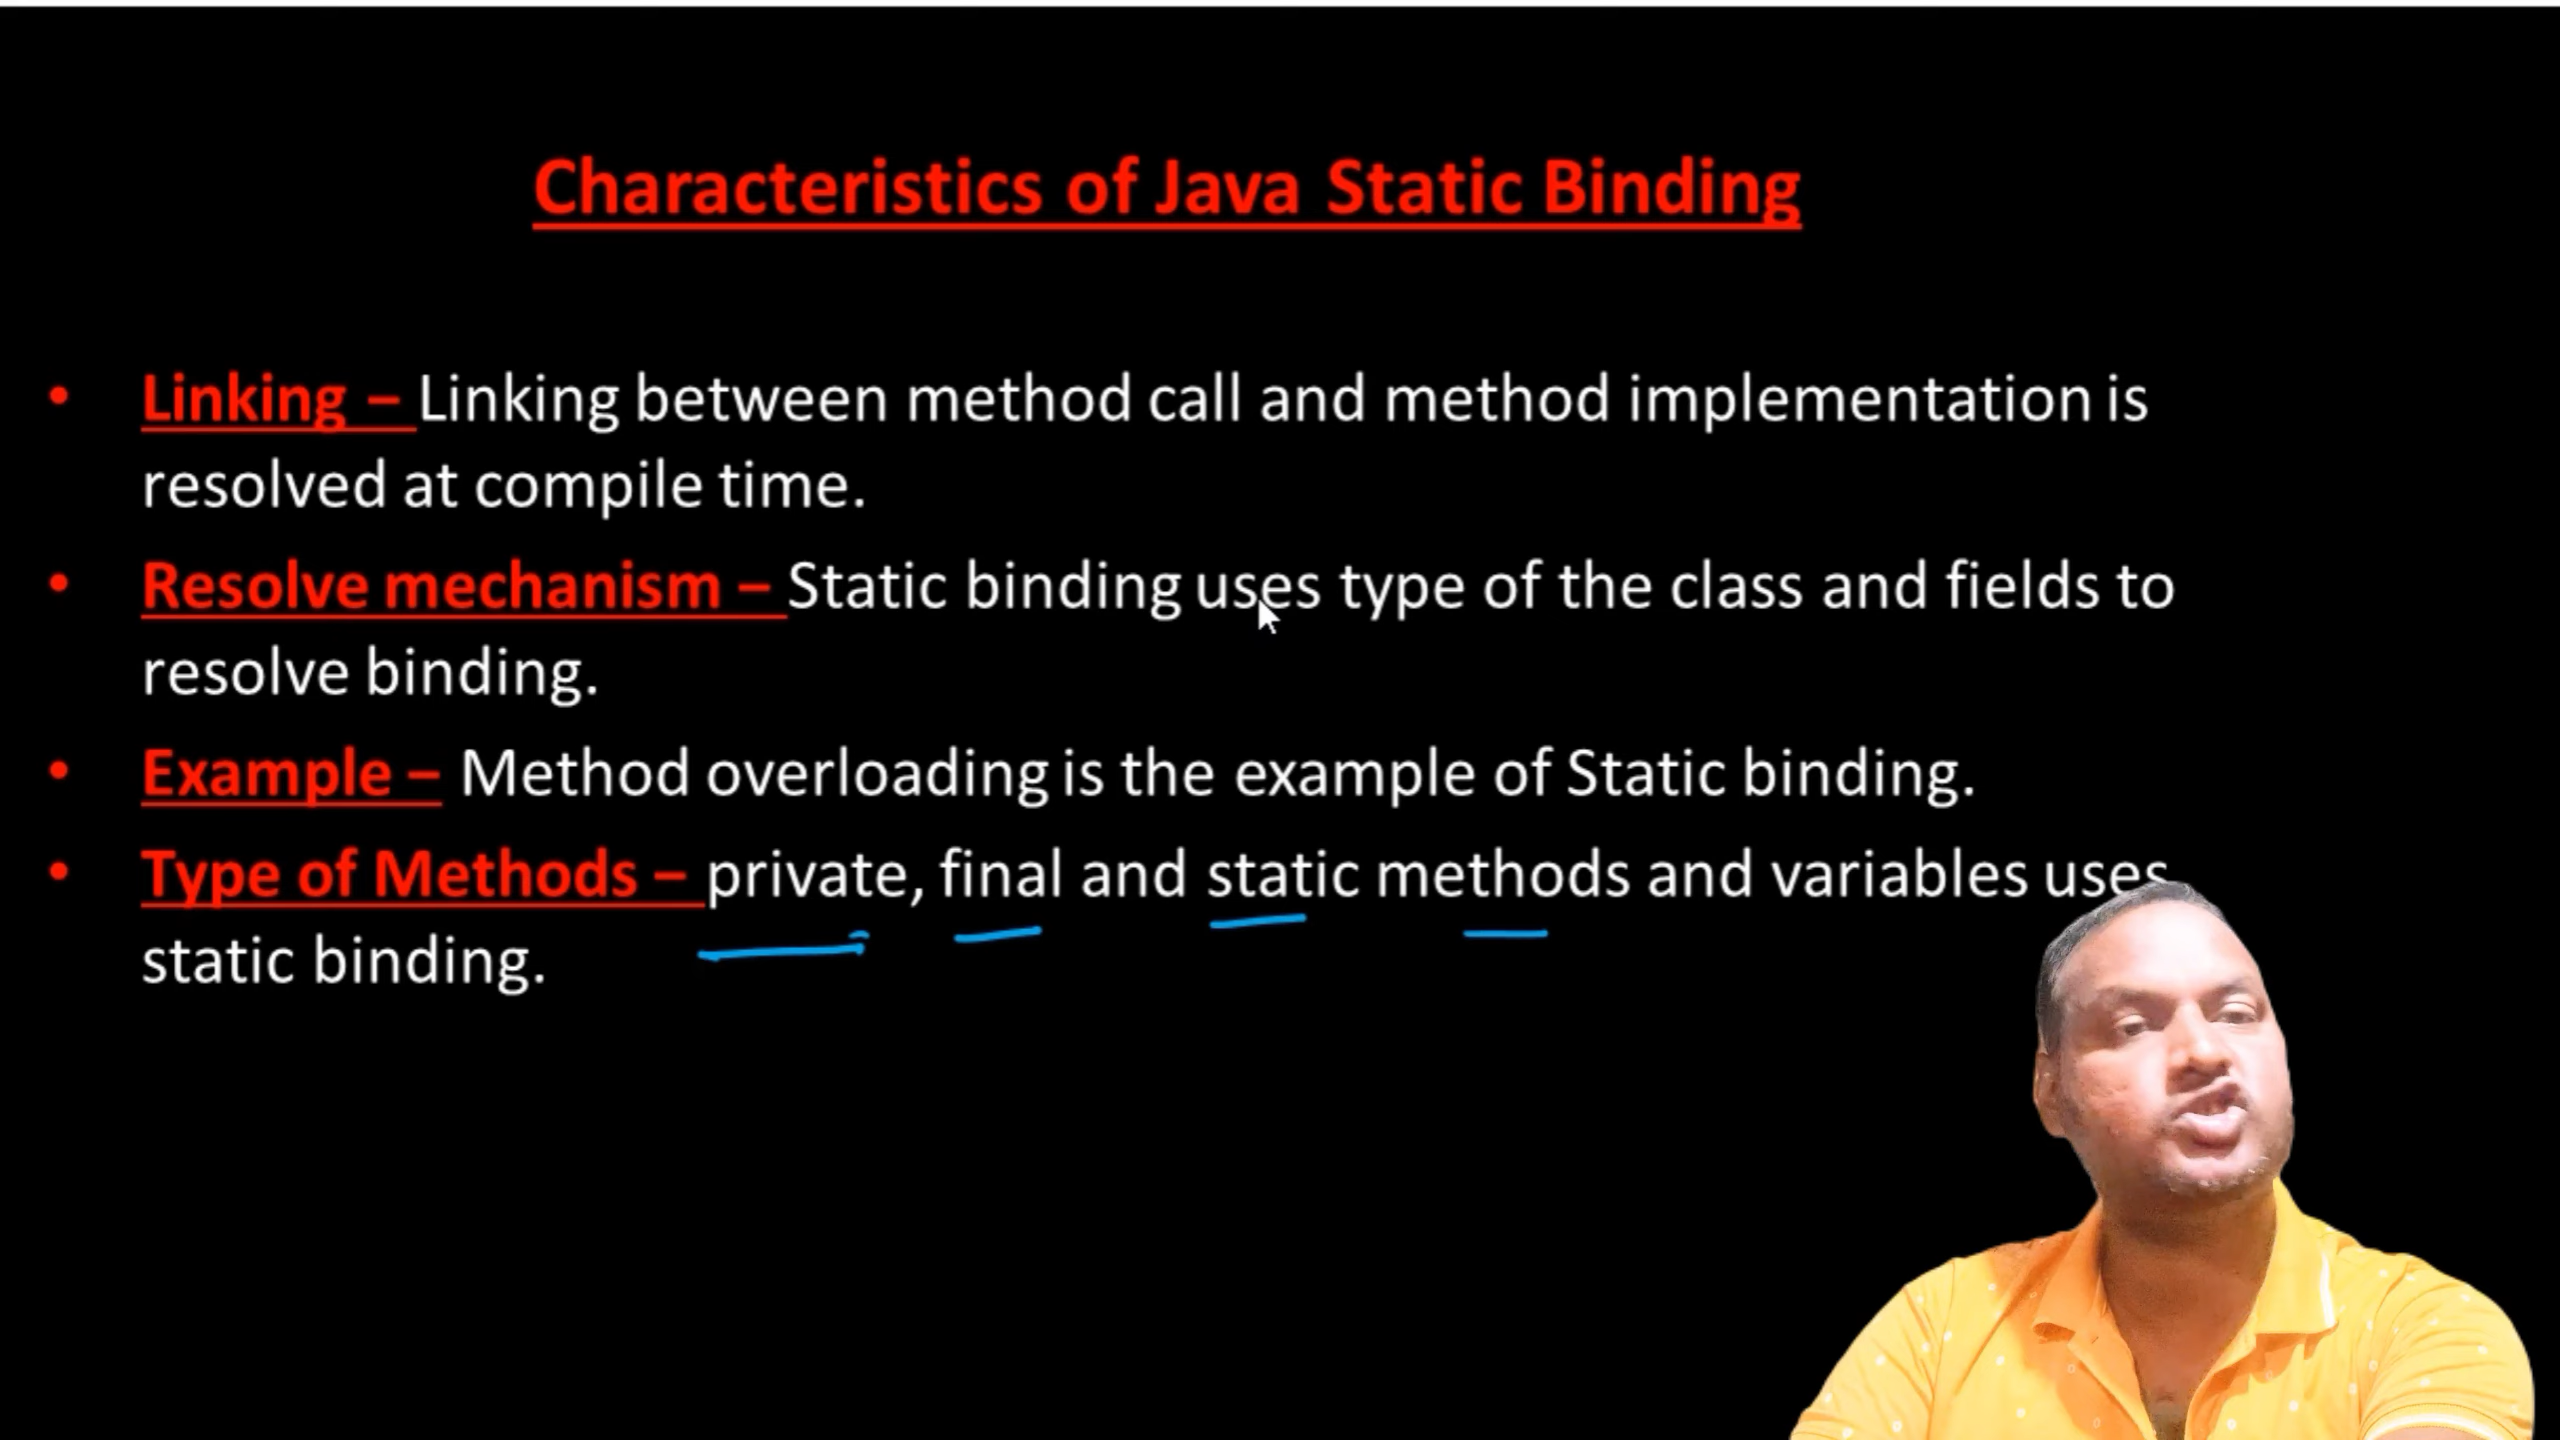 Characteristics of Java Static Binding
• Linking – Linking between method call and method implementation is
resolved at compile time.
• Resolve mechanism – Static binding uses type of the class and fields to
resolve binding.
• Example – Method overloading is the example of Static binding.
• Type of Methods – private, final and static methods and variables uses
static binding.